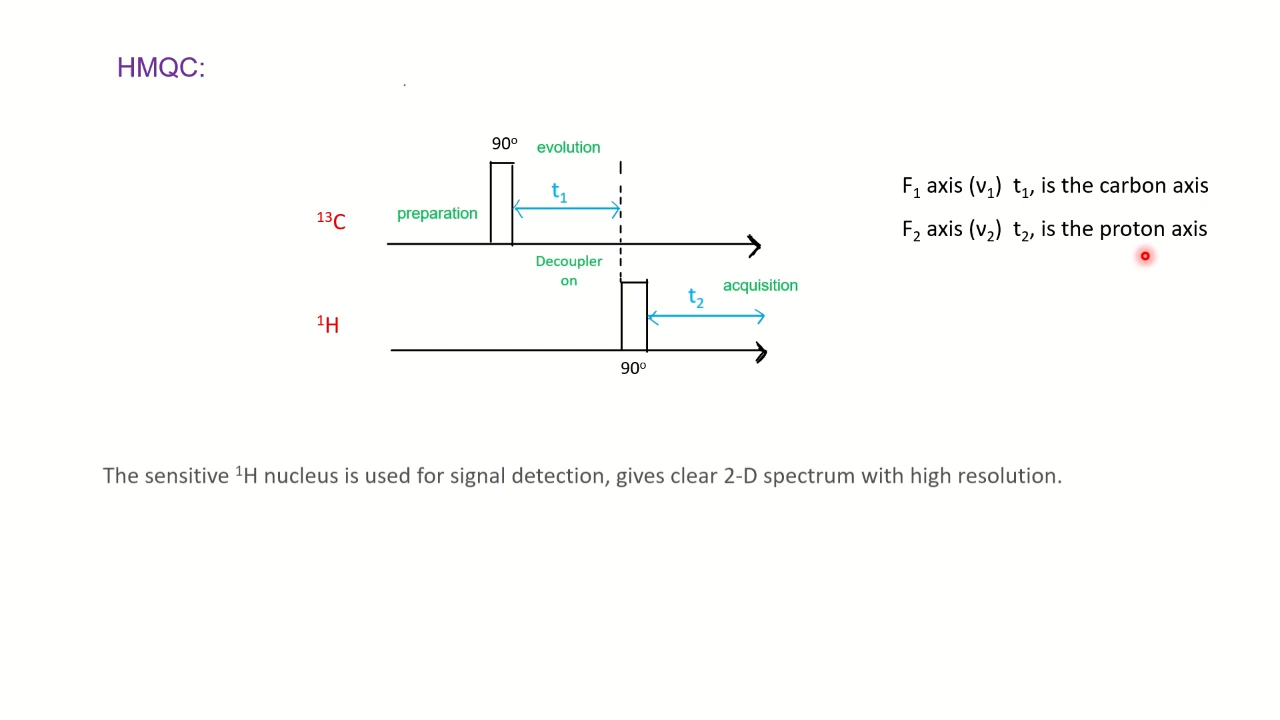 HMQC:
90°
evolution
t₁
preparation
¹³C
F₁ axis (ν₁)  t₁, is the carbon axis
F₂ axis (ν₂)  t₂, is the proton axis
Decoupler
on
t₂
acquisition
¹H
90°
The sensitive ¹H nucleus is used for signal detection, gives clear 2-D spectrum with high resolution.